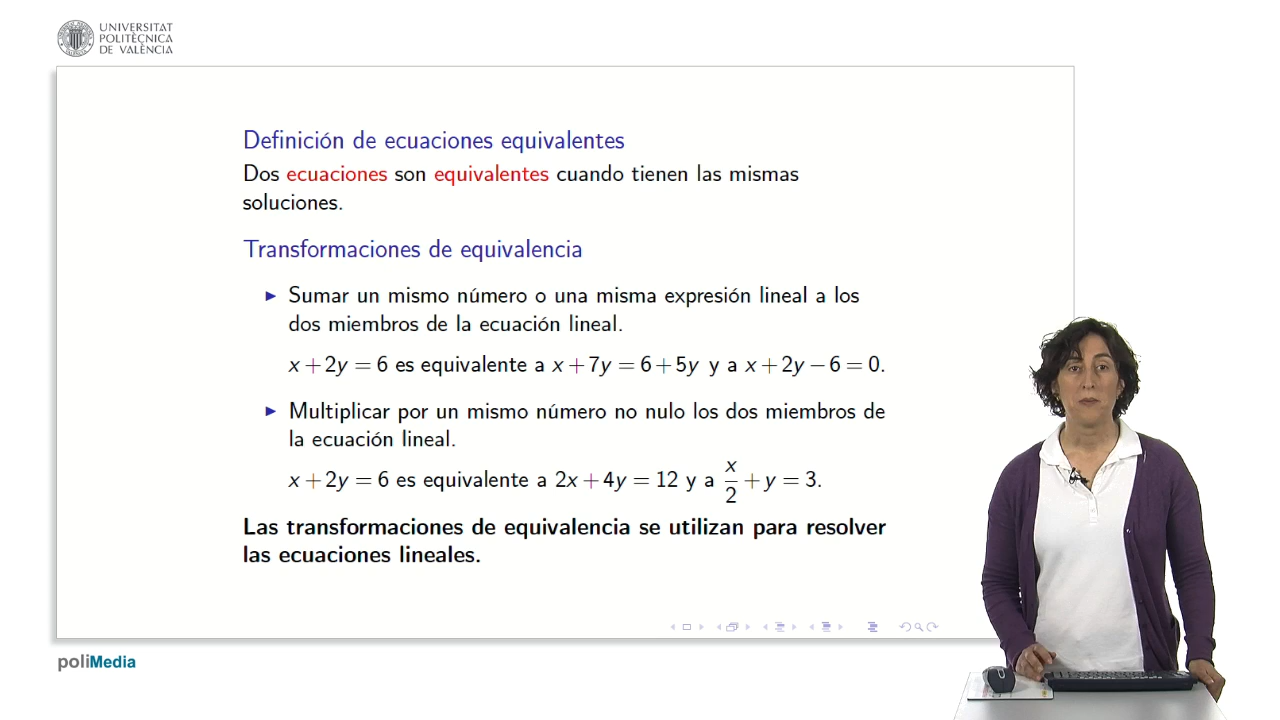 UNIVERSITAT
POLITÈCNICA
DE VALÈNCIA
Definición de ecuaciones equivalentes
Dos ecuaciones son equivalentes cuando tienen las mismas
soluciones.
Transformaciones de equivalencia
▶ Sumar un mismo número o una misma expresión lineal a los
dos miembros de la ecuación lineal.
x + 2y = 6 es equivalente a x + 7y = 6 + 5y y a x + 2y − 6 = 0.
▶ Multiplicar por un mismo número no nulo los dos miembros de
la ecuación lineal.
x + 2y = 6 es equivalente a 2x + 4y = 12 y a x/2 + y = 3.
Las transformaciones de equivalencia se utilizan para resolver
las ecuaciones lineales.
poliMedia